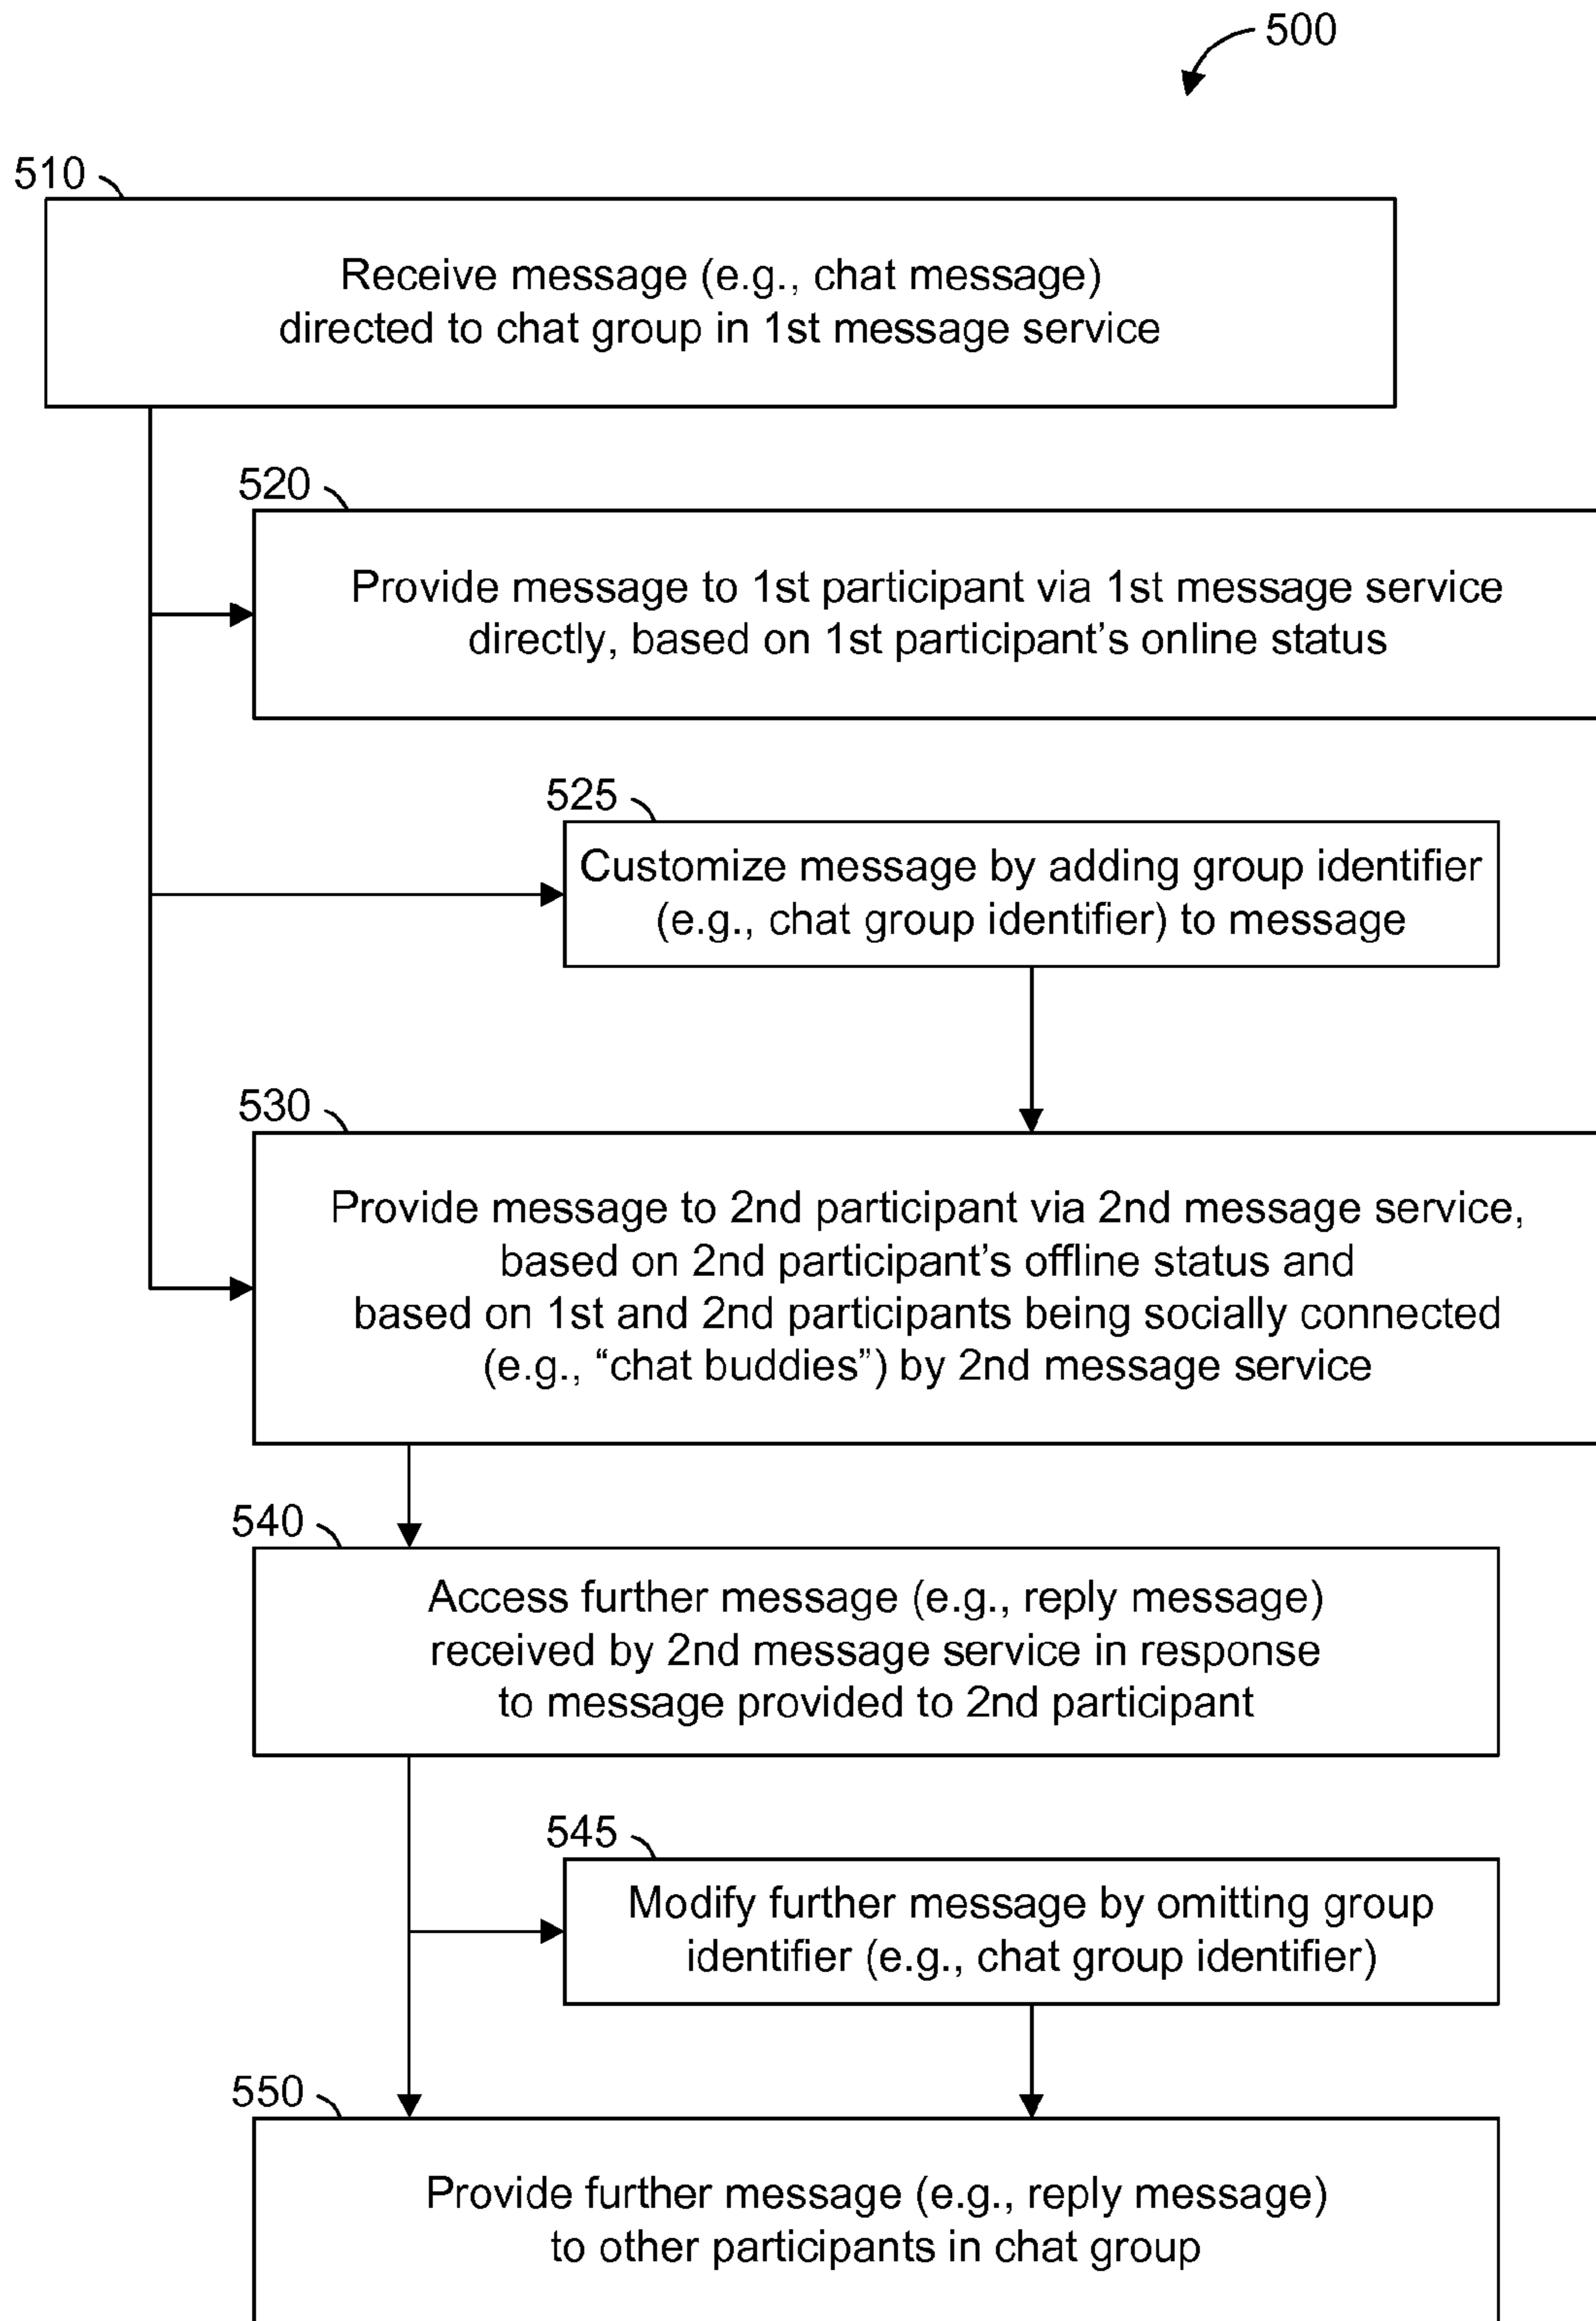 500
510
Receive message (e.g., chat message)
directed to chat group in 1st message service
520
Provide message to 1st participant via 1st message service
directly, based on 1st participant's online status
525
Customize message by adding group identifier
(e.g., chat group identifier) to message
530
Provide message to 2nd participant via 2nd message service,
based on 2nd participant's offline status and
based on 1st and 2nd participants being socially connected
(e.g., “chat buddies”) by 2nd message service
540
Access further message (e.g., reply message)
received by 2nd message service in response
to message provided to 2nd participant
545
Modify further message by omitting group
identifier (e.g., chat group identifier)
550
Provide further message (e.g., reply message)
to other participants in chat group